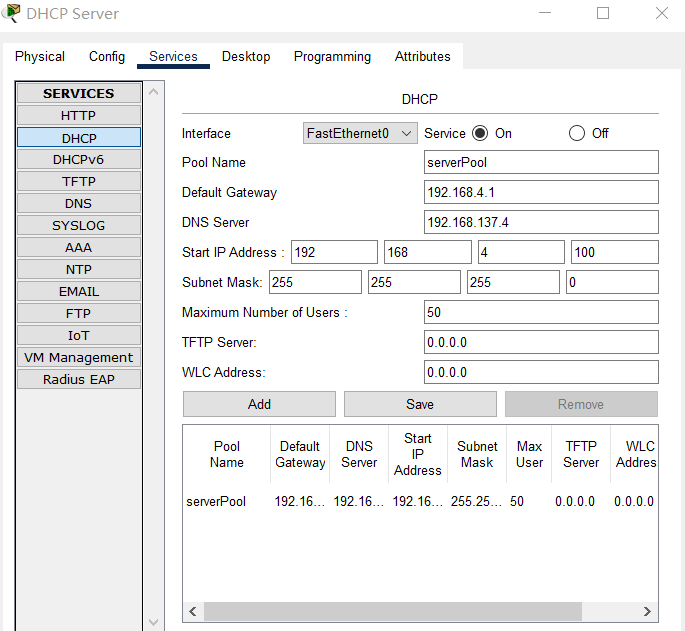 DHCP Server
Physical Config Services Desktop Programming Attributes
SERVICES
HTTP
DHCP
DHCPv6
TFTP
DNS
SYSLOG
AAA
NTP
EMAIL
FTP
IoT
VM Management
Radius EAP
DHCP
Interface FastEthernet0 Service On Off
Pool Name serverPool
Default Gateway 192.168.4.1
DNS Server 192.168.137.4
Start IP Address : 192 168 4 100
Subnet Mask: 255 255 255 0
Maximum Number of Users : 50
TFTP Server: 0.0.0.0
WLC Address: 0.0.0.0
Add Save Remove
Pool Name Default Gateway DNS Server Start IP Address Subnet Mask Max User TFTP Server WLC Addres
serverPool 192.16... 192.16... 192.16... 255.25... 50 0.0.0.0 0.0.0.0